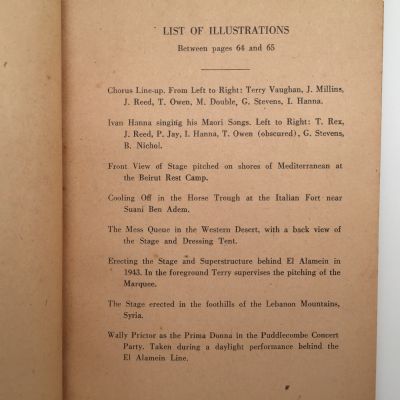 LIST OF ILLUSTRATIONS
Between pages 64 and 65
Chorus Line-up. From Left to Right: Terry Vaughan, J. Millins,
J. Reed, T. Owen, M. Double, G. Stevens, I. Hanna.
Ivan Hanna singing his Maori Songs. Left to Right: T. Rex,
J. Reed, P. Jay, I. Hanna, T. Owen (obscured), G. Stevens,
B. Nichol.
Front View of Stage pitched on shores of Mediterranean at
the Beirut Rest Camp.
Cooling Off in the Horse Trough at the Italian Fort near
Suani Ben Adem.
The Mess Queue in the Western Desert, with a back view of
the Stage and Dressing Tent.
Erecting the Stage and Superstructure behind El Alamein in
1943. In the foreground Terry supervises the pitching of the
Marquee.
The Stage erected in the foothills of the Lebanon Mountains,
Syria.
Wally Prictor as the Prima Donna in the Puddlecombe Concert
Party. Taken during a daylight performance behind the
El Alamein Line.